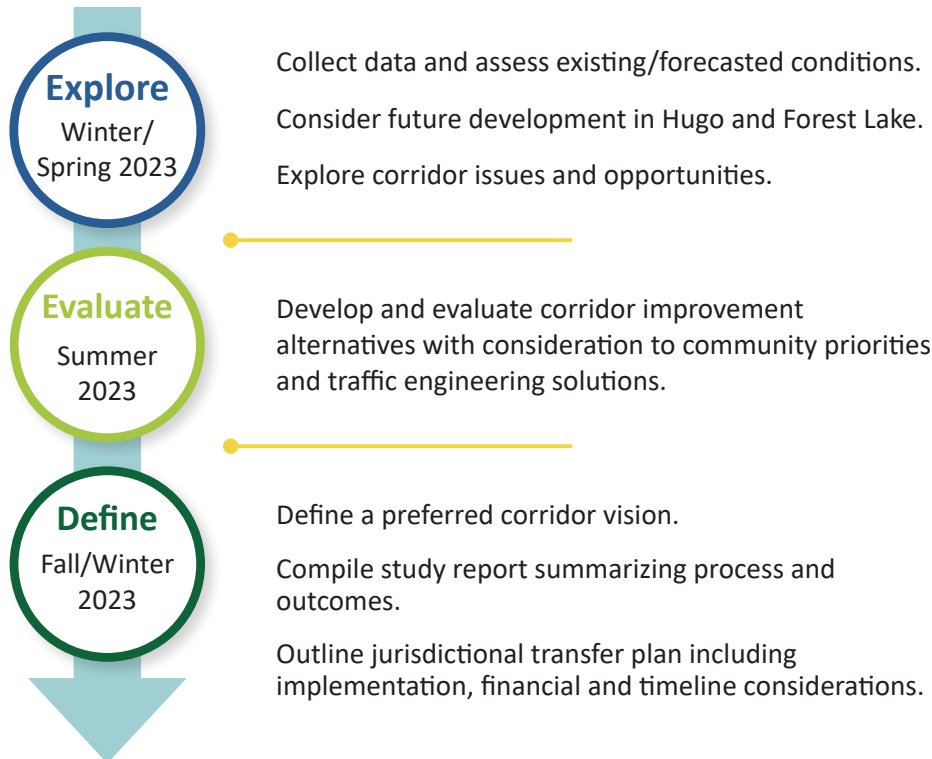 Explore
Winter/
Spring 2023
Collect data and assess existing/forecasted conditions.
Consider future development in Hugo and Forest Lake.
Explore corridor issues and opportunities.
Evaluate
Summer
2023
Develop and evaluate corridor improvement
alternatives with consideration to community priorities
and traffic engineering solutions.
Define
Fall/Winter
2023
Define a preferred corridor vision.
Compile study report summarizing process and
outcomes.
Outline jurisdictional transfer plan including
implementation, financial and timeline considerations.